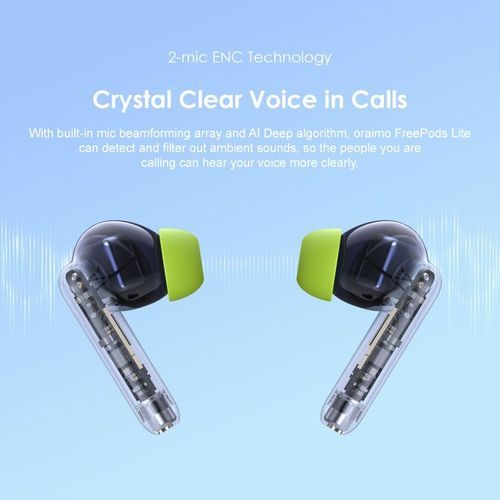 2-mic ENC Technology
Crystal Clear Voice in Calls
With built-in mic beamforming array and AI Deep algorithm, oraimo FreePods Lite
can detect and filter out ambient sounds, so the people you are
calling can hear your voice more clearly.